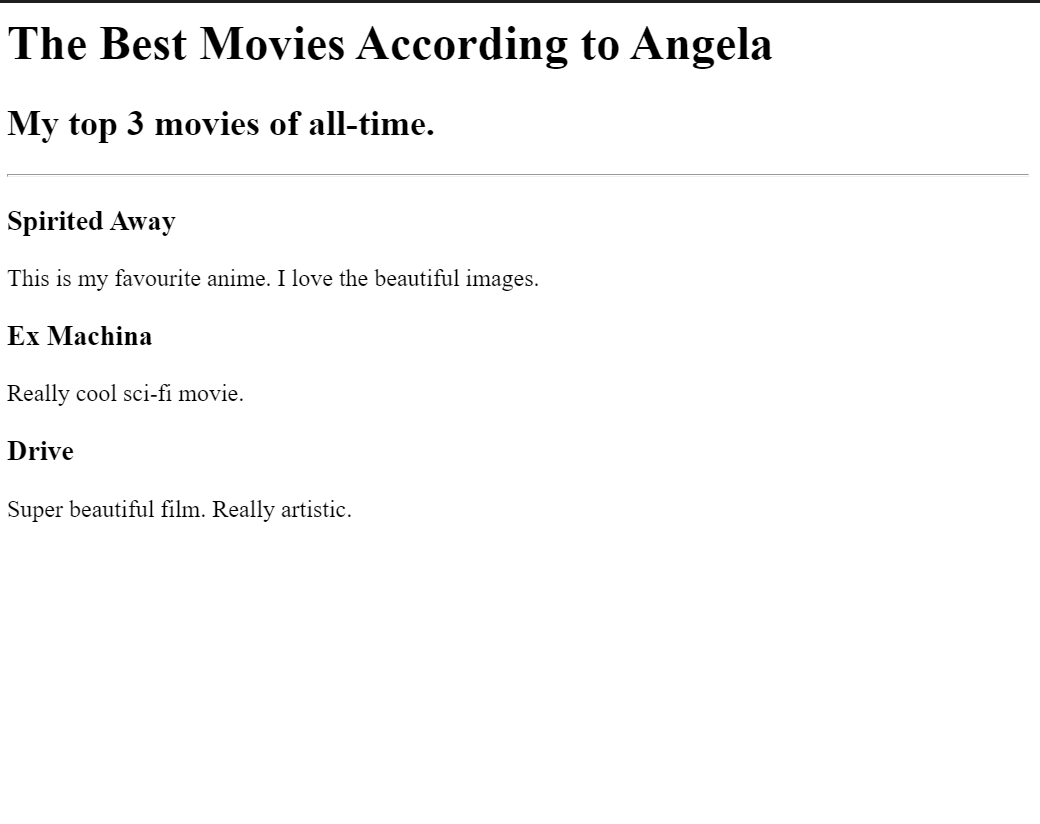 The Best Movies According to Angela
My top 3 movies of all-time.
Spirited Away
This is my favourite anime. I love the beautiful images.
Ex Machina
Really cool sci-fi movie.
Drive
Super beautiful film. Really artistic.